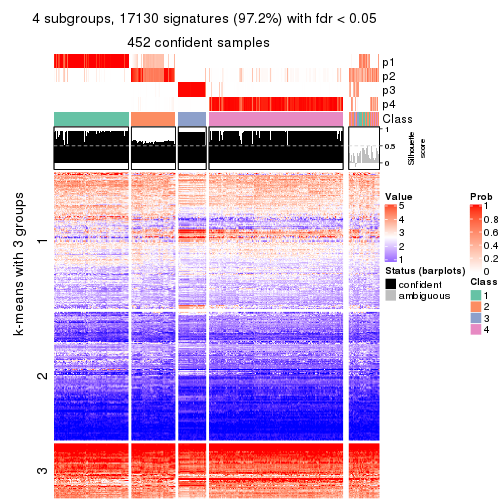 4 subgroups, 17130 signatures (97.2%) with fdr < 0.05
452 confident samples
p1
p2
p3
p4
Class
1
0.5
0
Silhouette
score
k-means with 3 groups
1
2
3
Value
5
4
3
2
1
Status (barplots)
confident
ambiguous
Prob
1
0.8
0.6
0.4
0.2
0
Class
1
2
3
4